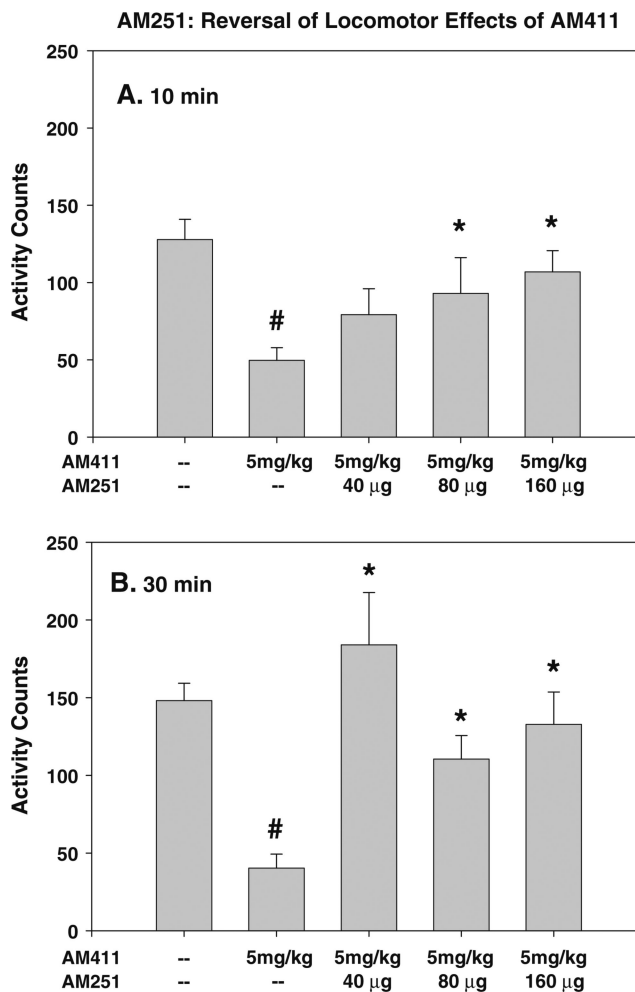 AM251: Reversal of Locomotor Effects of AM411
250
A. 10 min
200
150
100
50
0
Activity Counts
#
*
*
AM411 -- 5mg/kg 5mg/kg 5mg/kg 5mg/kg
AM251 -- -- 40 μg 80 μg 160 μg
250
B. 30 min
200
150
100
50
0
Activity Counts
#
*
*
*
AM411 -- 5mg/kg 5mg/kg 5mg/kg 5mg/kg
AM251 -- -- 40 μg 80 μg 160 μg